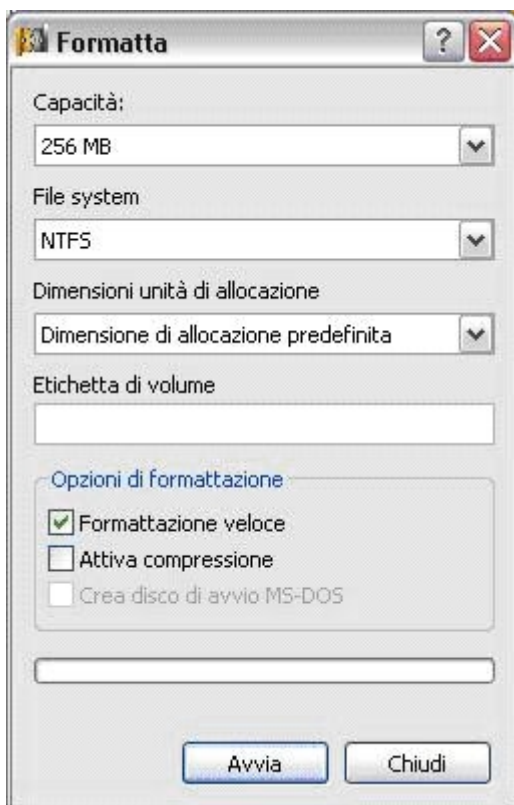 Formatta
Capacità:
256 MB
File system
NTFS
Dimensioni unità di allocazione
Dimensione di allocazione predefinita
Etichetta di volume
Opzioni di formattazione
Formattazione veloce
Attiva compressione
Crea disco di avvio MS-DOS
Avvia Chiudi